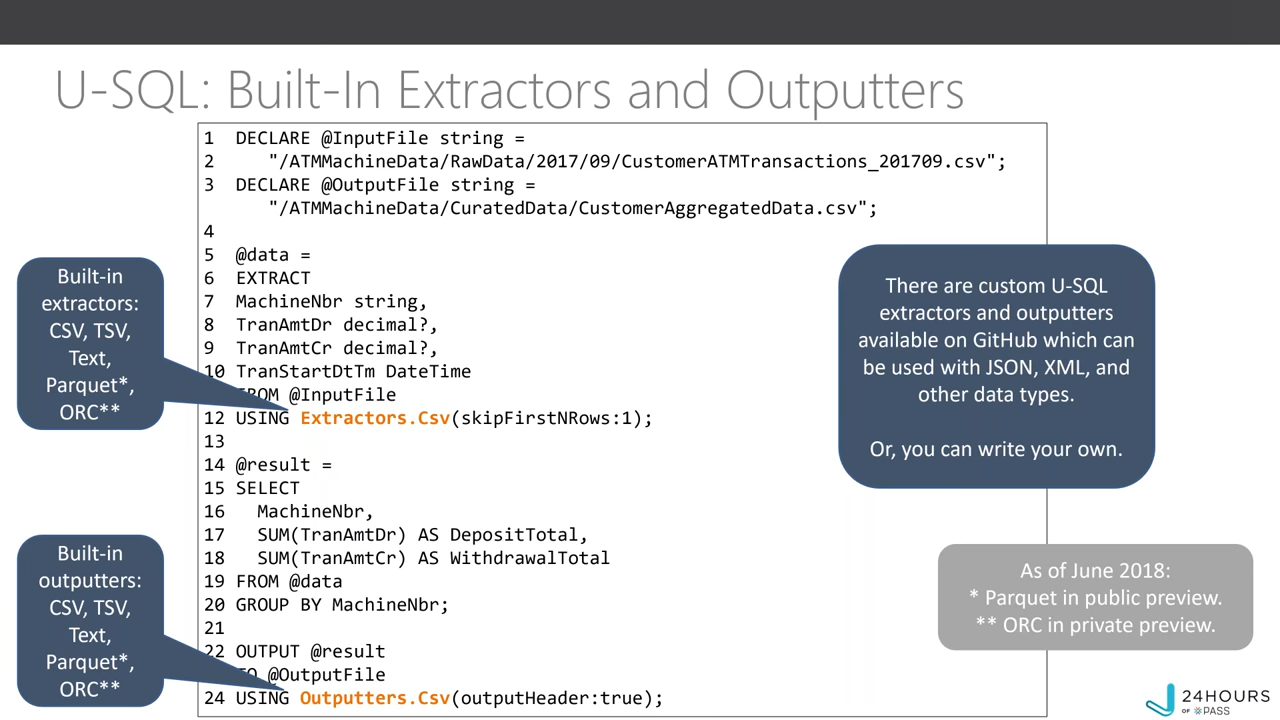 U-SQL: Built-In Extractors and Outputters
1 DECLARE @InputFile string =
2 "/ATMMachineData/RawData/2017/09/CustomerATMTransactions_201709.csv";
3 DECLARE @OutputFile string =
"/ATMMachineData/CuratedData/CustomerAggregatedData.csv";
4
5 @data =
6 EXTRACT
7 MachineNbr string,
8 TranAmtDr decimal?,
9 TranAmtCr decimal?,
10 TranStartDtTm DateTime
FROM @InputFile
12 USING Extractors.Csv(skipFirstNRows:1);
13
14 @result =
15 SELECT
16 MachineNbr,
17 SUM(TranAmtDr) AS DepositTotal,
18 SUM(TranAmtCr) AS WithdrawalTotal
19 FROM @data
20 GROUP BY MachineNbr;
21
22 OUTPUT @result
TO @OutputFile
24 USING Outputters.Csv(outputHeader:true);
Built-in
extractors:
CSV, TSV,
Text,
Parquet*,
ORC**
Built-in
outputters:
CSV, TSV,
Text,
Parquet*,
ORC**
There are custom U-SQL
extractors and outputters
available on GitHub which can
be used with JSON, XML, and
other data types.
Or, you can write your own.
As of June 2018:
* Parquet in public preview.
** ORC in private preview.
24HOURS
OF PASS